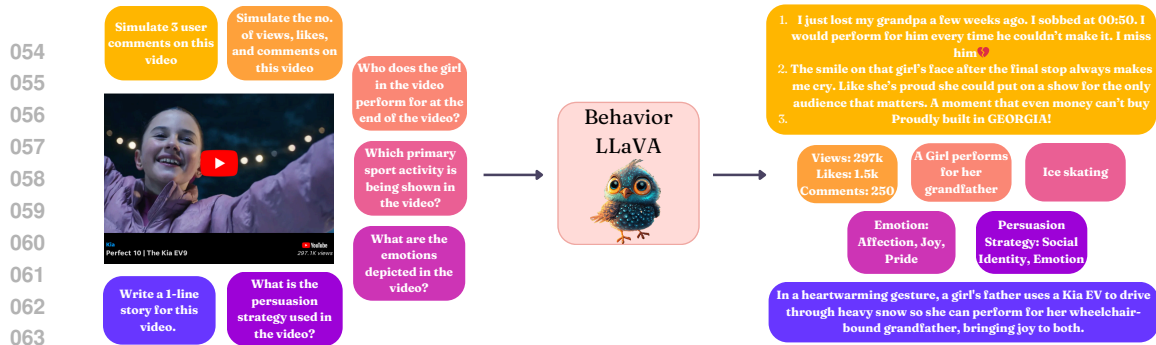 054
055
056
057
058
059
060
061
062
063
Simulate 3 user
comments on this
video
Simulate the no.
of views, likes,
and comments on
this video
Who does the girl
in the video
perform for at the
end of the video?
Which primary
sport activity is
being shown in
the video?
What are the
emotions
depicted in the
video?
Kia
Perfect 10 | The Kia EV9
YouTube
297.1K views
Write a 1-line
story for this
video.
What is the
persuasion
strategy used in
the video?
Behavior
LLaVA
1. I just lost my grandpa a few weeks ago. I sobbed at 00:50. I
would perform for him every time he couldn't make it. I miss
him💔
2. The smile on that girl's face after the final stop always makes
me cry. Like she's proud she could put on a show for the only
audience that matters. A moment that even money can't buy
3. Proudly built in GEORGIA!
Views: 297k
Likes: 1.5k
Comments: 250
A Girl performs
for her
grandfather
Ice skating
Emotion:
Affection, Joy,
Pride
Persuasion
Strategy: Social
Identity, Emotion
In a heartwarming gesture, a girl's father uses a Kia EV to drive
through heavy snow so she can perform for her wheelchair-
bound grandfather, bringing joy to both.